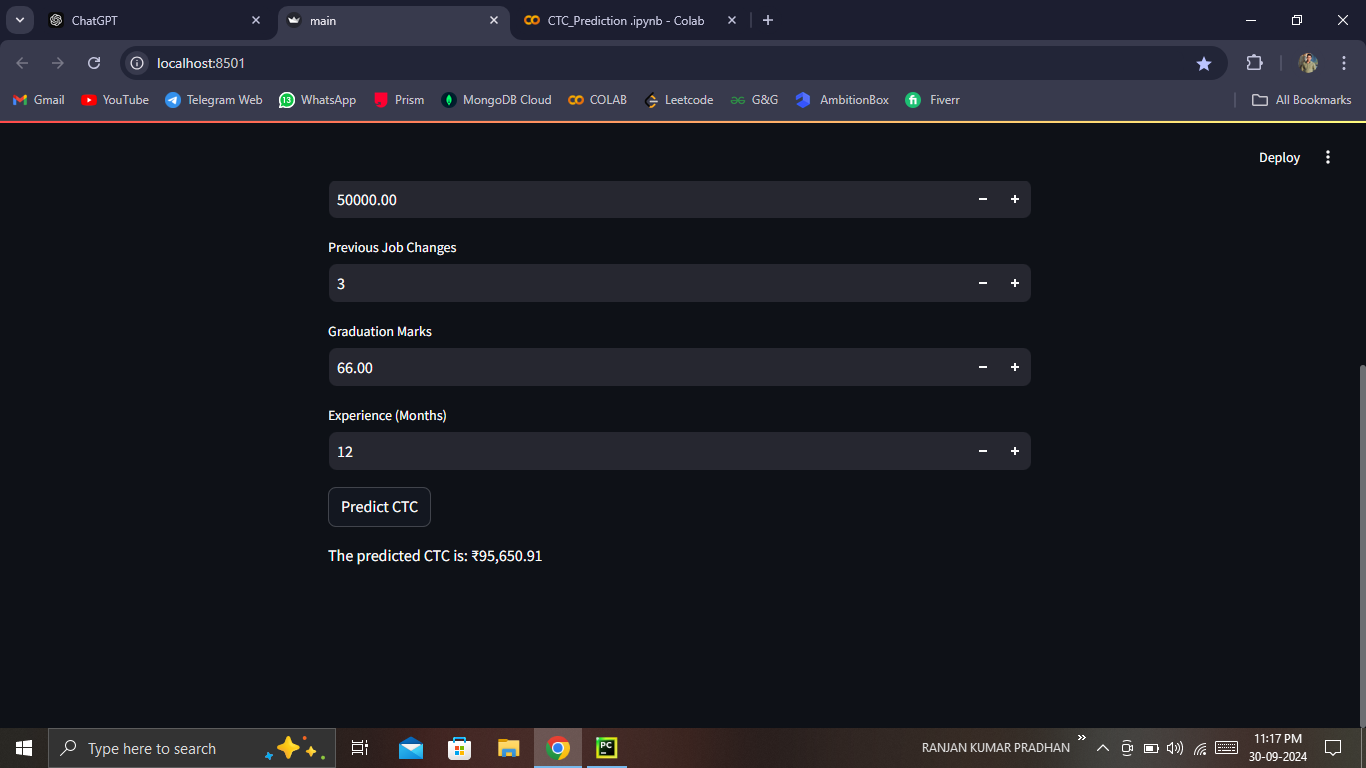 ChatGPT
main
CTC_Prediction .ipynb - Colab
localhost:8501
Gmail
YouTube
Telegram Web
13
WhatsApp
Prism
MongoDB Cloud
COLAB
Leetcode
G&G
AmbitionBox
fi
Fiverr
All Bookmarks
Deploy
50000.00
Previous Job Changes
3
Graduation Marks
66.00
Experience (Months)
12
Predict CTC
The predicted CTC is: ₹95,650.91
Type here to search
PC
RANJAN KUMAR PRADHAN
11:17 PM
30-09-2024